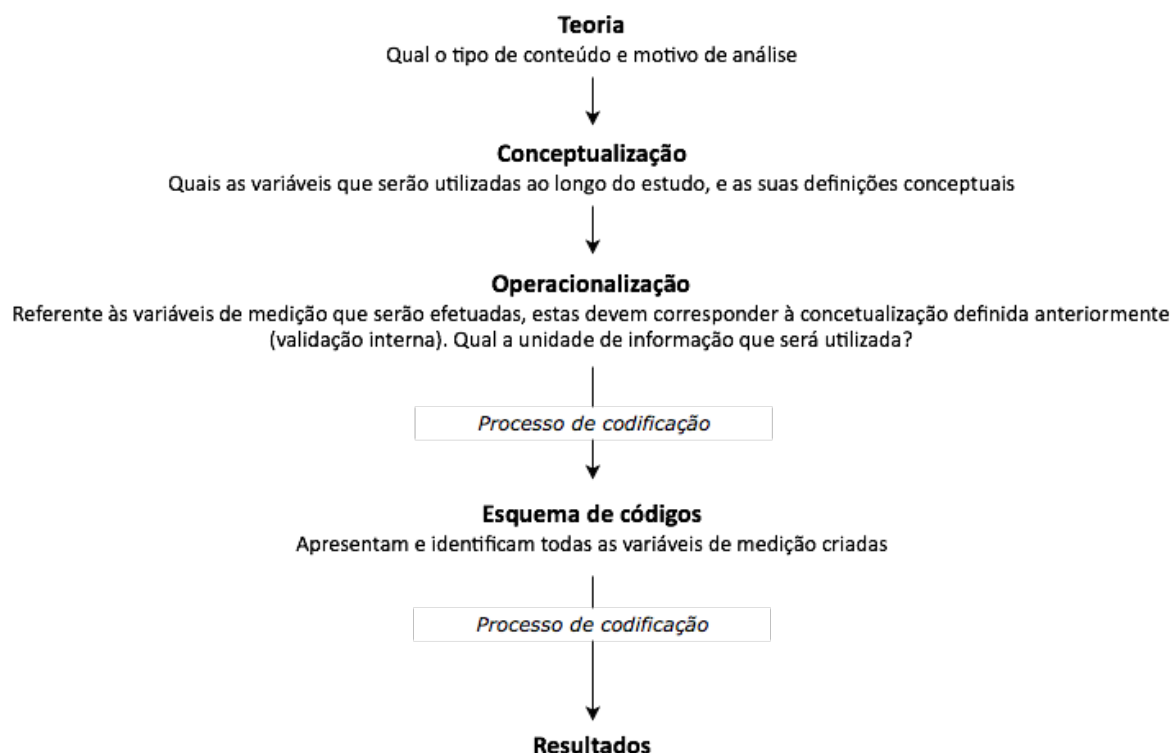 Teoria
Qual o tipo de conteúdo e motivo de análise
Conceptualização
Quais as variáveis que serão utilizadas ao longo do estudo, e as suas definições conceptuais
Operacionalização
Referente às variáveis de medição que serão efetuadas, estas devem corresponder à concetualização definida anteriormente
(validação interna). Qual a unidade de informação que será utilizada?
Processo de codificação
Esquema de códigos
Apresentam e identificam todas as variáveis de medição criadas
Processo de codificação
Resultados